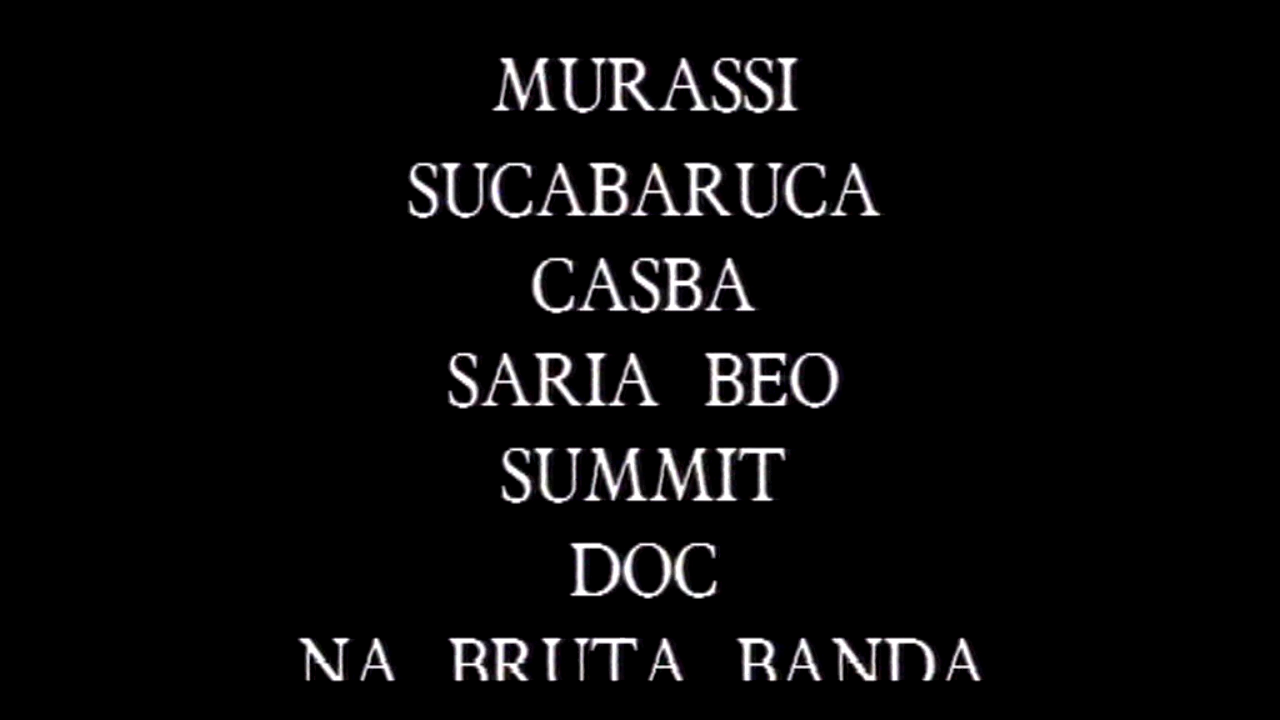 MURASSI
SUCABARUCA
CASBA
SARIA BEO
SUMMIT
DOC
NA BRUTA BANDA